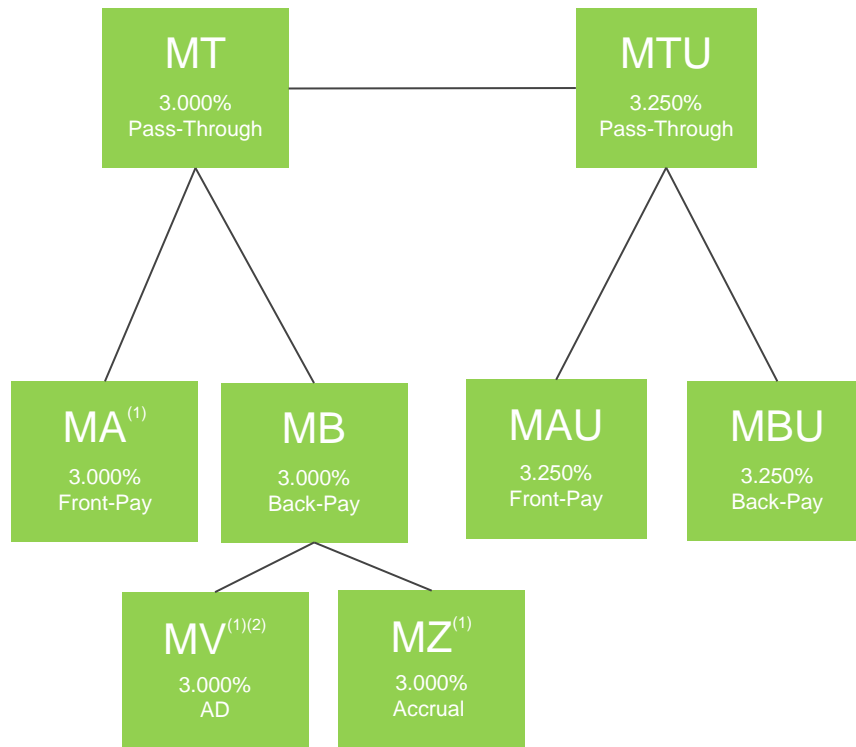 MT
3.000%
Pass-Through
MTU
3.250%
Pass-Through
MA(1)
3.000%
Front-Pay
MB
3.000%
Back-Pay
MAU
3.250%
Front-Pay
MBU
3.250%
Back-Pay
MV(1)(2)
3.000%
AD
MZ(1)
3.000%
Accrual